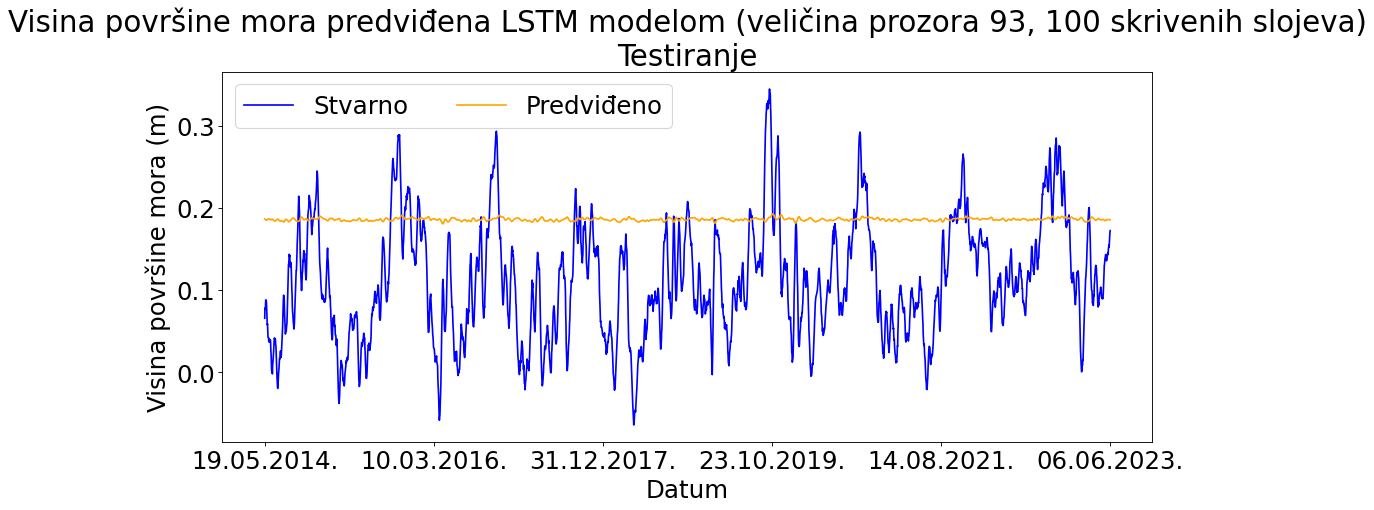 Visina površine mora predviđena LSTM modelom (veličina prozora 93, 100 skrivenih slojeva)
Testiranje
Stvarno Predviđeno
Visina površine mora (m)
0.3
0.2
0.1
0.0
19.05.2014. 10.03.2016. 31.12.2017. 23.10.2019. 14.08.2021. 06.06.2023.
Datum